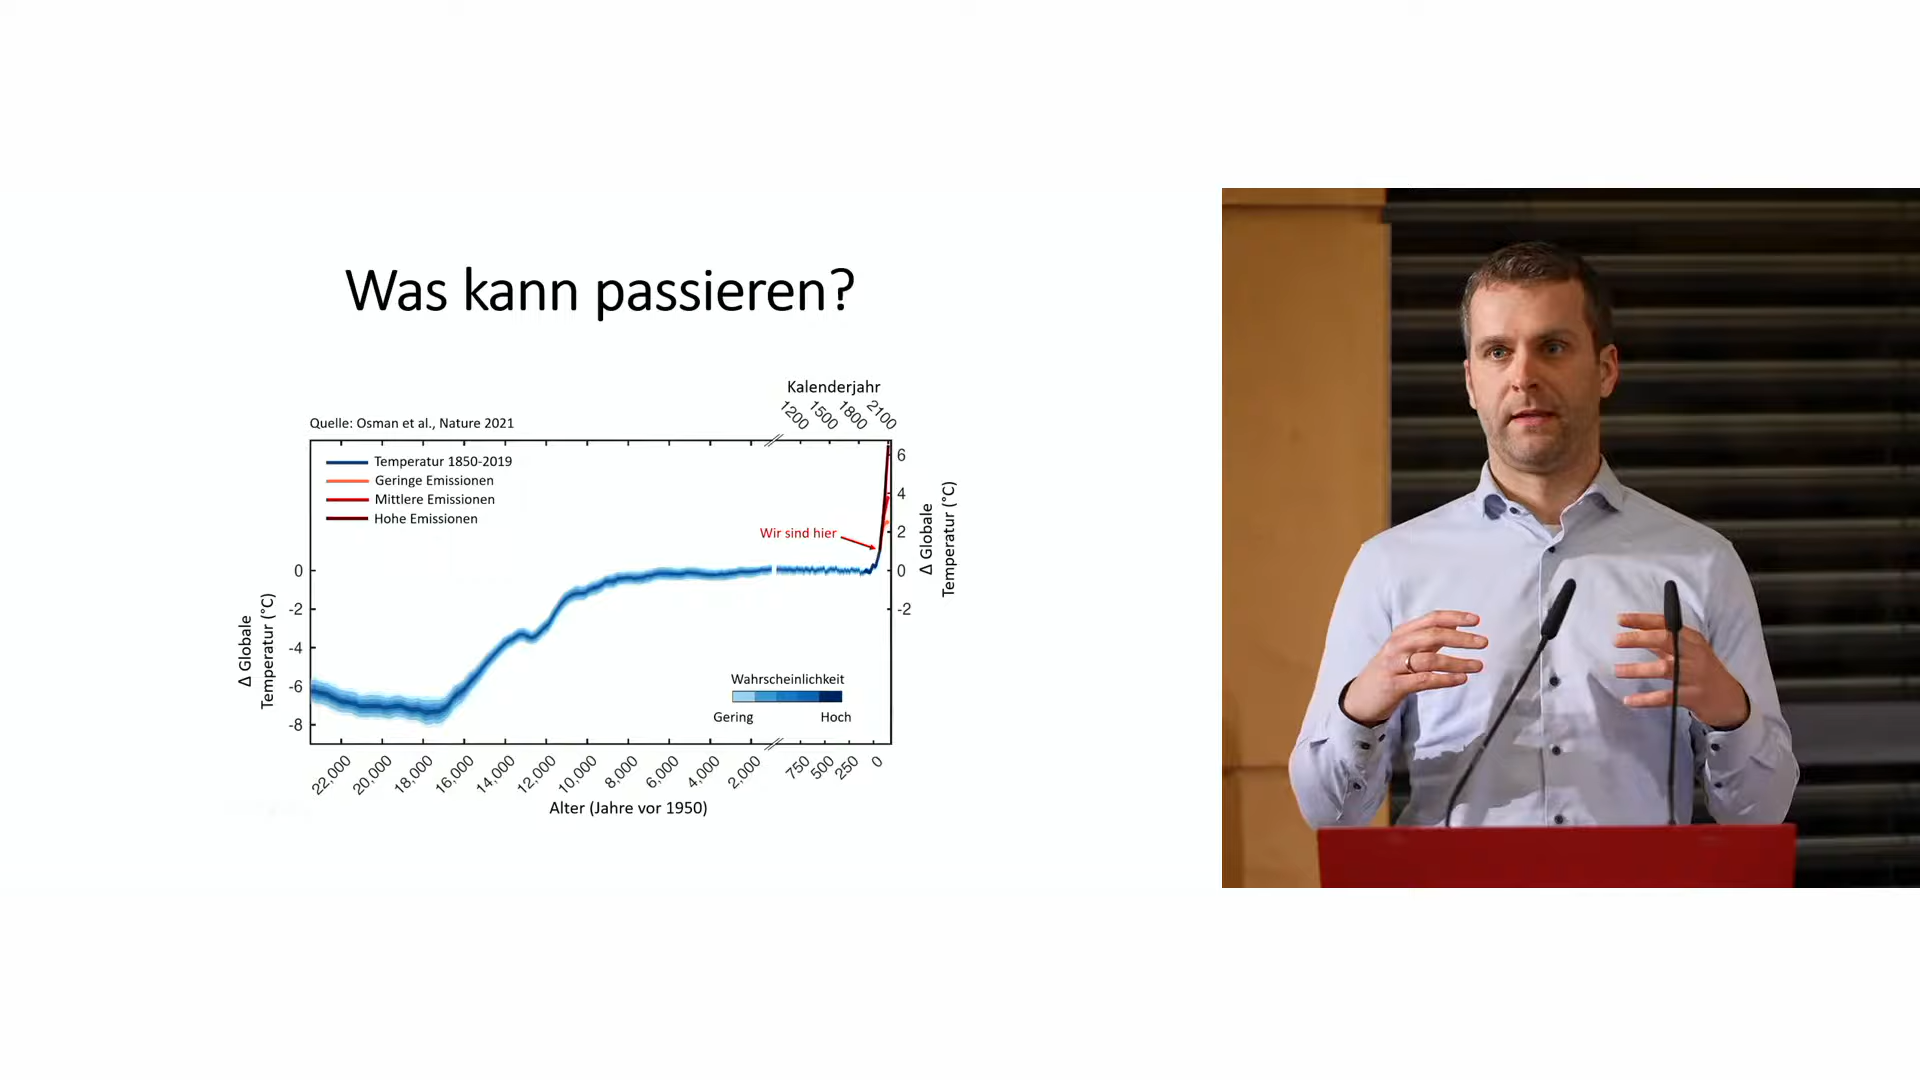 Was kann passieren?
Kalenderjahr
1200 1500 1800 2100
Quelle: Osman et al., Nature 2021
Temperatur 1850-2019
Geringe Emissionen
Mittlere Emissionen
Hohe Emissionen
Wir sind hier
6
4
2
0
-2
Δ Globale
Temperatur (°C)
0
-2
-4
-6
-8
Δ Globale
Temperatur (°C)
Wahrscheinlichkeit
Gering Hoch
22,000 20,000 18,000 16,000 14,000 12,000 10,000 8,000 6,000 4,000 2,000 750 500 250 0
Alter (Jahre vor 1950)